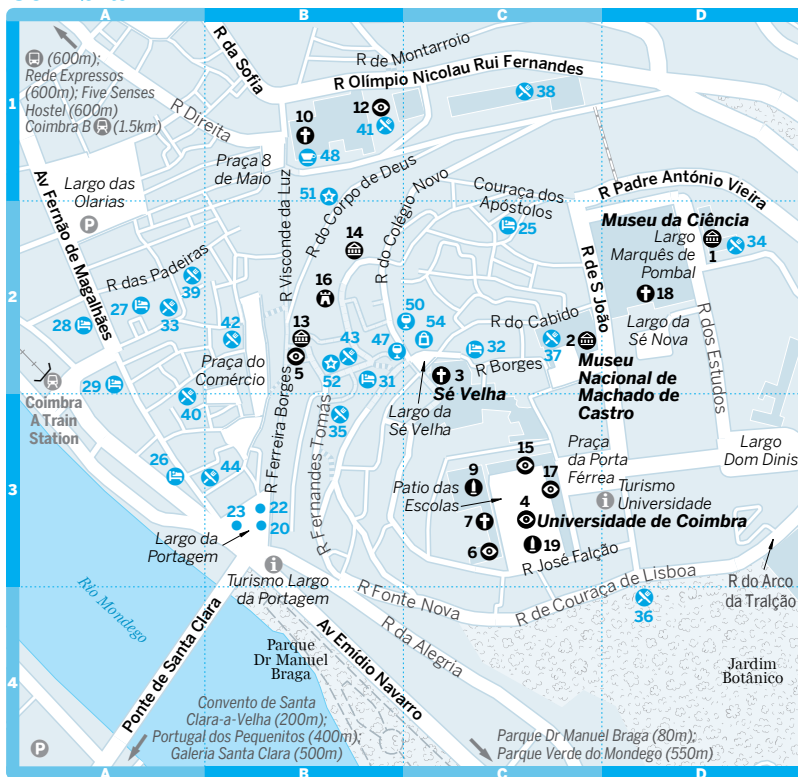 A
B
C
D
1
2
3
4
(600m);
Rede Expressos
(600m); Five Senses
Hostel (600m)
Coimbra B (1.5km)
R da Sofia
R de Montarroio
R Olímpio Nicolau Rui Fernandes
R Direita
10
12
41
38
48
Praça 8
de Maio
Largo das
Olarias
P
Av Fernão de Magalhães
R Visconde da Luz
51
R do Corpo de Deus
R do Colégio Novo
14
Couraça dos
Apóstolos
25
R Padre António Vieira
Museu da Ciência
Largo
Marquês de
Pombal
1
34
18
Largo da
Sé Nova
R de S João
R dos Estudos
R das Padeiras
39
27
33
28
42
16
13
5
50
54
47
43
52
31
32
R do Cabido
37
2
R Borges
Museu
Nacional de
Machado de
Castro
3
Sé Velha
Largo da
Sé Velha
Praça do
Comércio
29
40
Coimbra
A Train
Station
35
R Ferreira Borges
R Fernandes Tomás
26
44
22
23
20
Largo da
Portagem
15
9
17
Patio das
Escolas
4
7
Universidade de Coimbra
6
19
Praça
da Porta
Férrea
Turismo
Universidade
Largo
Dom Dinis
R José Falcão
Turismo Largo
da Portagem
R Fonte Nova
R de Couraça de Lisboa
R do Arco
da Tralção
36
Rio Mondego
Ponte de Santa Clara
R da Alegria
Av Emídio Navarro
Parque
Dr Manuel
Braga
Jardim
Botânico
Convento de Santa
Clara-a-Velha (200m);
Portugal dos Pequenitos (400m);
Galeria Santa Clara (500m)
Parque Dr Manuel Braga (80m);
Parque Verde do Mondego (550m)
P
A
B
C
D